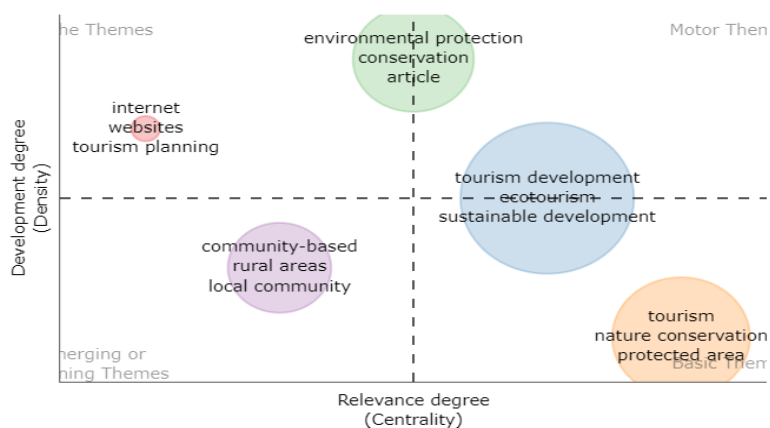 he Themes
Motor Them
environmental protection
conservation
article
internet
websites
tourism planning
tourism development
ecotourism
sustainable development
community-based
rural areas
local community
tourism
nature conservation
protected area
merging or
ning Themes
Basic Them
Development degree
(Density)
Relevance degree
(Centrality)